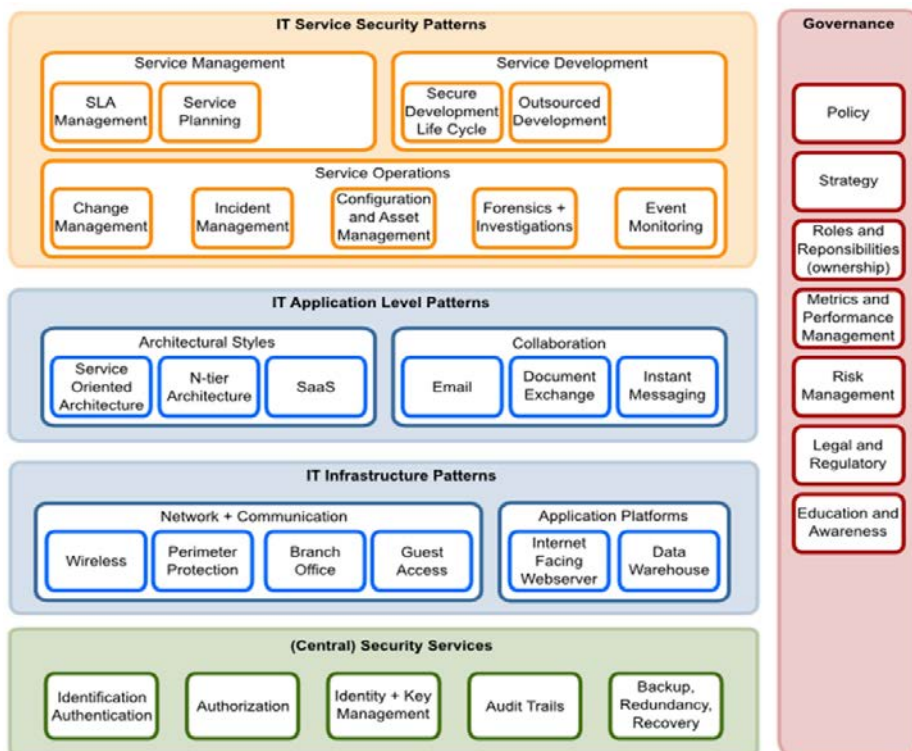 IT Service Security Patterns
Service Management
SLA
Management
Service
Planning
Service Development
Secure
Development
Life Cycle
Outsourced
Development
Service Operations
Change
Management
Incident
Management
Configuration
and Asset
Management
Forensics +
Investigations
Event
Monitoring
IT Application Level Patterns
Architectural Styles
Service
Oriented
Architecture
N-tier
Architecture
SaaS
Collaboration
Email
Document
Exchange
Instant
Messaging
IT Infrastructure Patterns
Network + Communication
Wireless
Perimeter
Protection
Branch
Office
Guest
Access
Application Platforms
Internet
Facing
Webserver
Data
Warehouse
(Central) Security Services
Identification
Authentication
Authorization
Identity + Key
Management
Audit Trails
Backup,
Redundancy,
Recovery
Governance
Policy
Strategy
Roles and
Reponsibilities
(ownership)
Metrics and
Performance
Management
Risk
Management
Legal and
Regulatory
Education and
Awareness